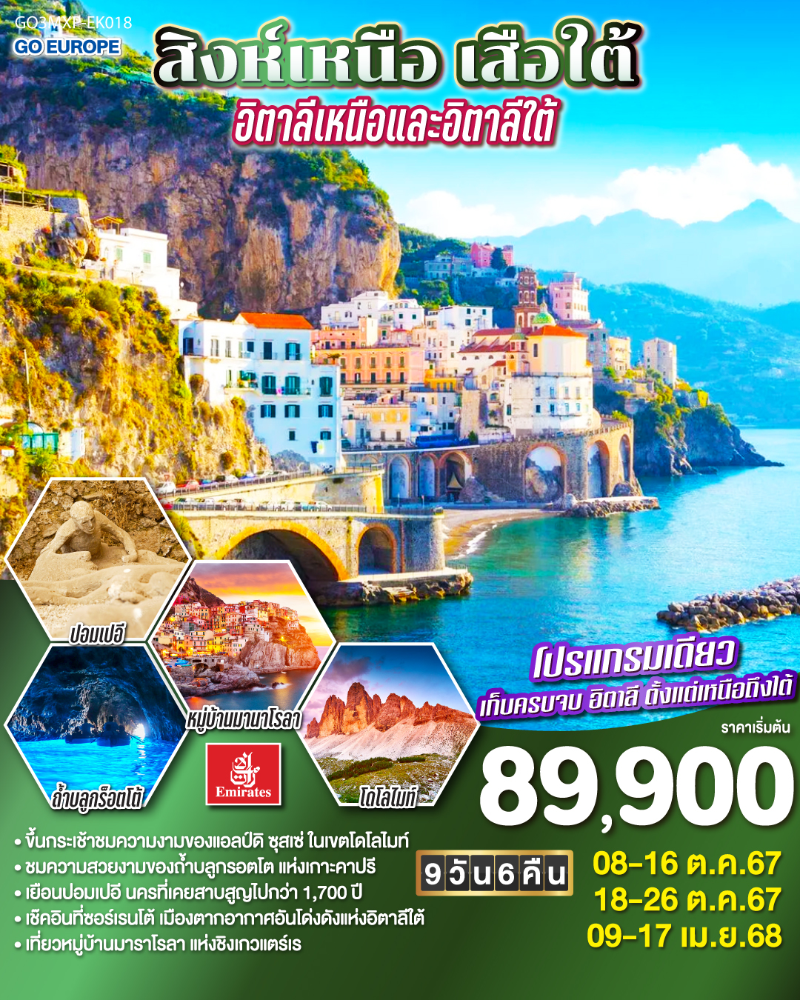 GO3MXP-EK018
GO EUROPE
สิงห์เหนือ เสือใต้
อิตาลีเหนือและอิตาลีใต้
ปอมเปอี
หมู่บ้านมานาโรลา
ถ้ำบลูกร็อตโต้
โดโลไมท์
Emirates
โปรแกรมเดียว
เก็บครบจบ อิตาลี ตั้งแต่เหนือถึงใต้
ราคาเริ่มต้น
89,900
• ขึ้นกระเช้าชมความงามของแอลป์ดิ ซุสเซ่ ในเขตโดโลไมท์
• ชมความสวยงามของถ้ำบลูกรอตโต แห่งเกาะคาปรี
• เยือนปอมเปอี นครที่เคยสาบสูญไปกว่า 1,700 ปี
• เช๊คอินที่ซอร์เรนโต้ เมืองตากอากาศอันโด่งดังแห่งอิตาลีใต้
• เที่ยวหมู่บ้านมาราโรลา แห่งชิงเกวแตร์เร
9วัน6คืน
08-16 ต.ค.67
18-26 ต.ค.67
09-17 เม.ย.68